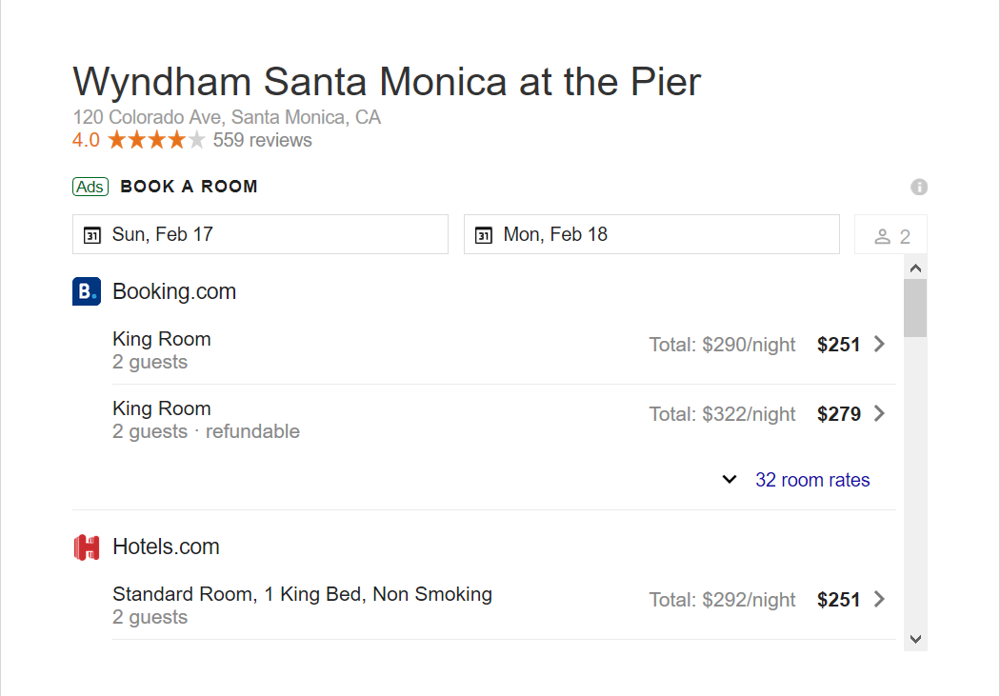 Wyndham Santa Monica at the Pier
120 Colorado Ave, Santa Monica, CA
4.0 559 reviews
Ads BOOK A ROOM
31 Sun, Feb 17 31 Mon, Feb 18 2
B. Booking.com
King Room
2 guests
Total: $290/night $251
King Room
2 guests · refundable
Total: $322/night $279
32 room rates
H Hotels.com
Standard Room, 1 King Bed, Non Smoking
2 guests
Total: $292/night $251